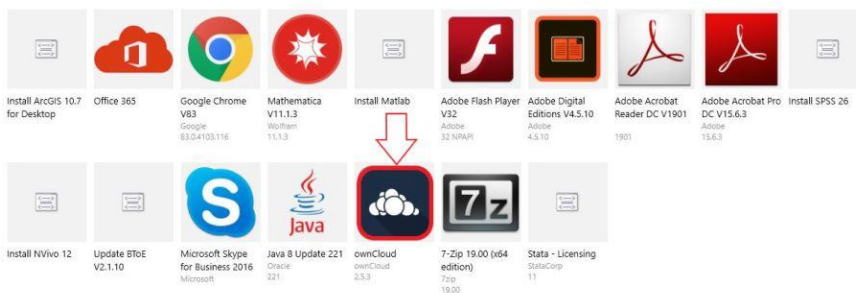 Install ArcGIS 10.7
for Desktop
Office 365
Google Chrome
V83
Google
83.0.4103.116
Mathematica
V11.1.3
Wolfram
11.1.3
Install Matlab
Adobe Flash Player
V32
Adobe
32 NPAPI
Adobe Digital
Editions V4.5.10
Adobe
4.5.10
Adobe Acrobat
Reader DC V1901
1901
Adobe Acrobat Pro
DC V15.6.3
Adobe
15.6.3
Install SPSS 26
Install NVivo 12
Update BToE
V2.1.10
S
Microsoft Skype
for Business 2016
Microsoft
Java
Java 8 Update 221
Oracle
221
ownCloud
ownCloud
2.5.3
7z
7-Zip 19.00 (x64
edition)
7zip
19.00
Stata - Licensing
StataCorp
11